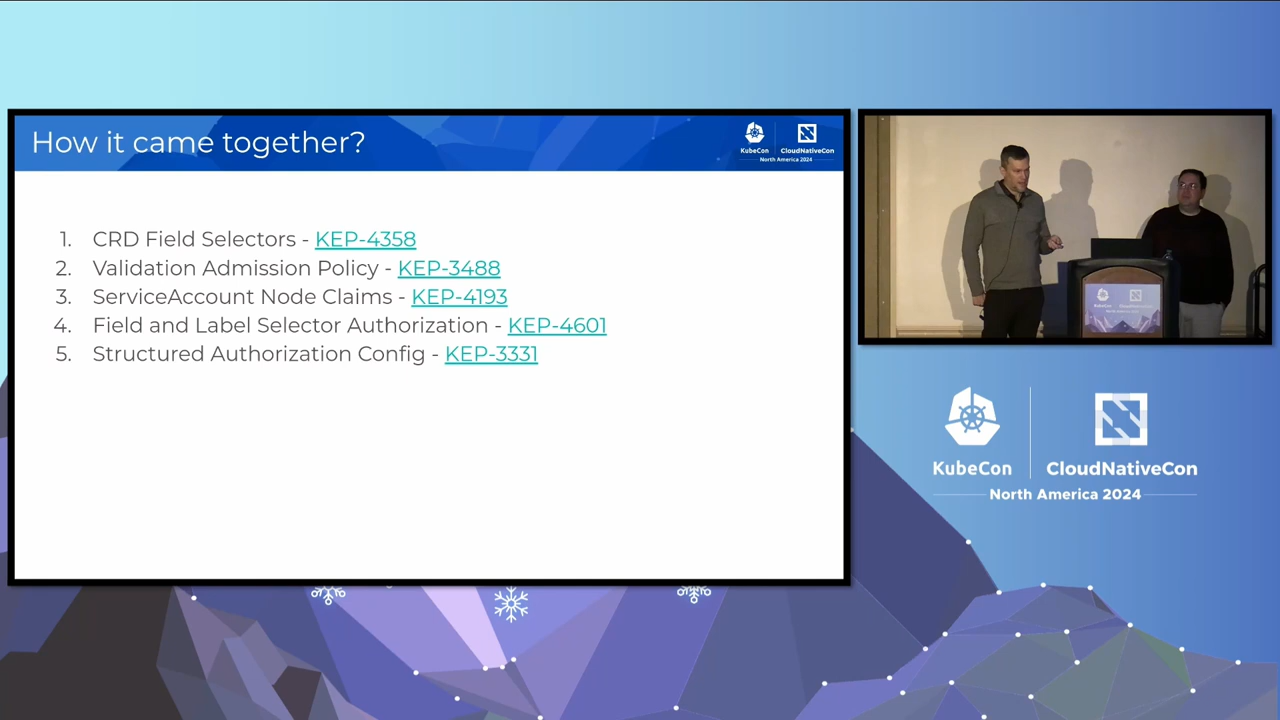 How it came together?
KubeCon
CloudNativeCon
North America 2024
1. CRD Field Selectors - KEP-4358
2. Validation Admission Policy - KEP-3488
3. ServiceAccount Node Claims - KEP-4193
4. Field and Label Selector Authorization - KEP-4601
5. Structured Authorization Config - KEP-3331
KubeCon
CloudNativeCon
North America 2024